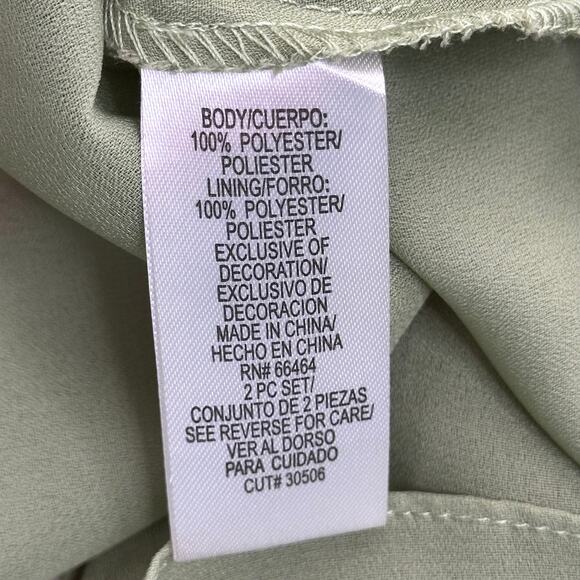 BODY/CUERPO:
100% POLYESTER/
POLIESTER
LINING/FORRO:
100% POLYESTER/
POLIESTER
EXCLUSIVE OF
DECORATION/
EXCLUSIVO DE
DECORACION
MADE IN CHINA/
HECHO EN CHINA
RN# 66464
2 PC SET/
CONJUNTO DE 2 PIEZAS
SEE REVERSE FOR CARE/
VER AL DORSO
PARA CUIDADO
CUT# 30506